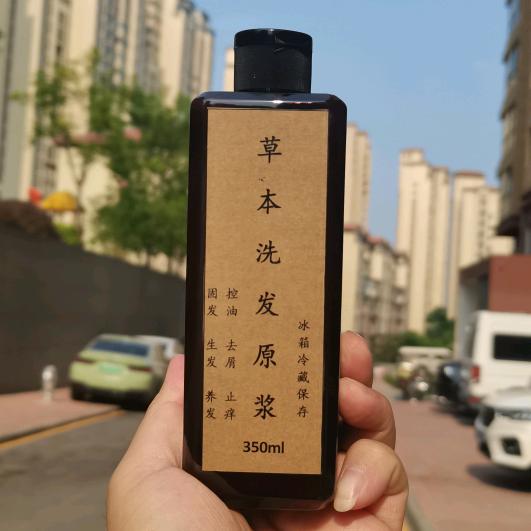 草本洗发原浆
冰箱冷藏保存
控油 去屑 止痒
固发 生发 养发
350ml